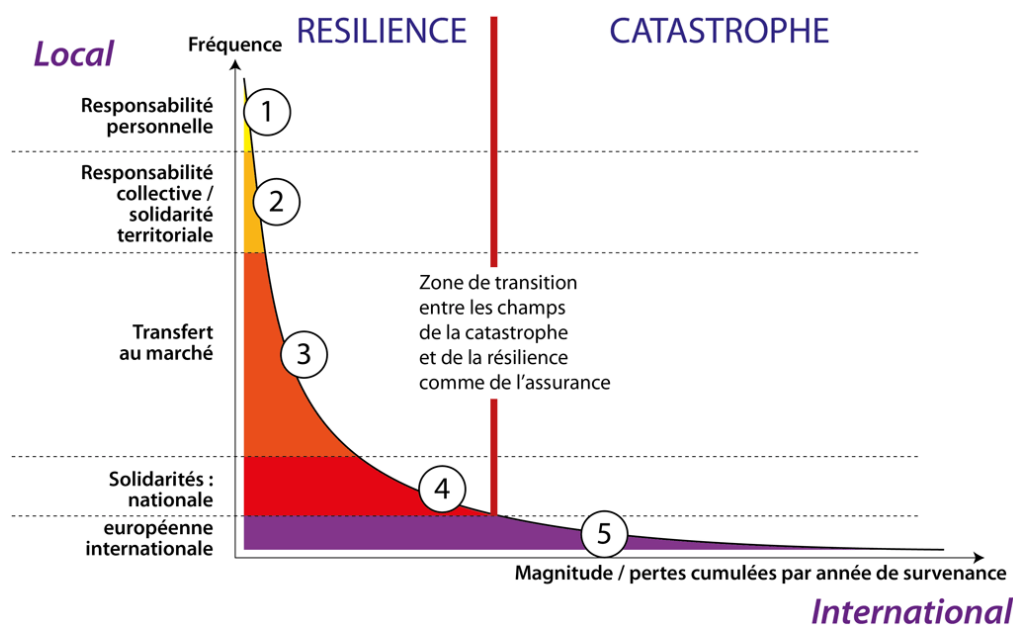 RESILIENCE
CATASTROPHE
Local
Fréquence
Responsabilité
personnelle
1
Responsabilité
collective /
solidarité
territoriale
2
Zone de transition
entre les champs
de la catastrophe
et de la résilience
comme de l'assurance
Transfert
au marché
3
Solidarités :
nationale
4
européenne
internationale
5
Magnitude / pertes cumulées par année de survenance
International